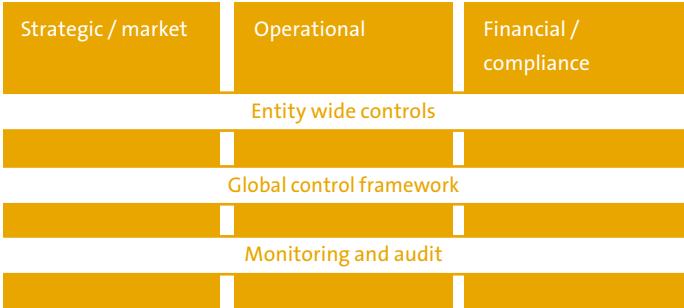 Strategic / market
Operational
Financial /
compliance
Entity wide controls
Global control framework
Monitoring and audit